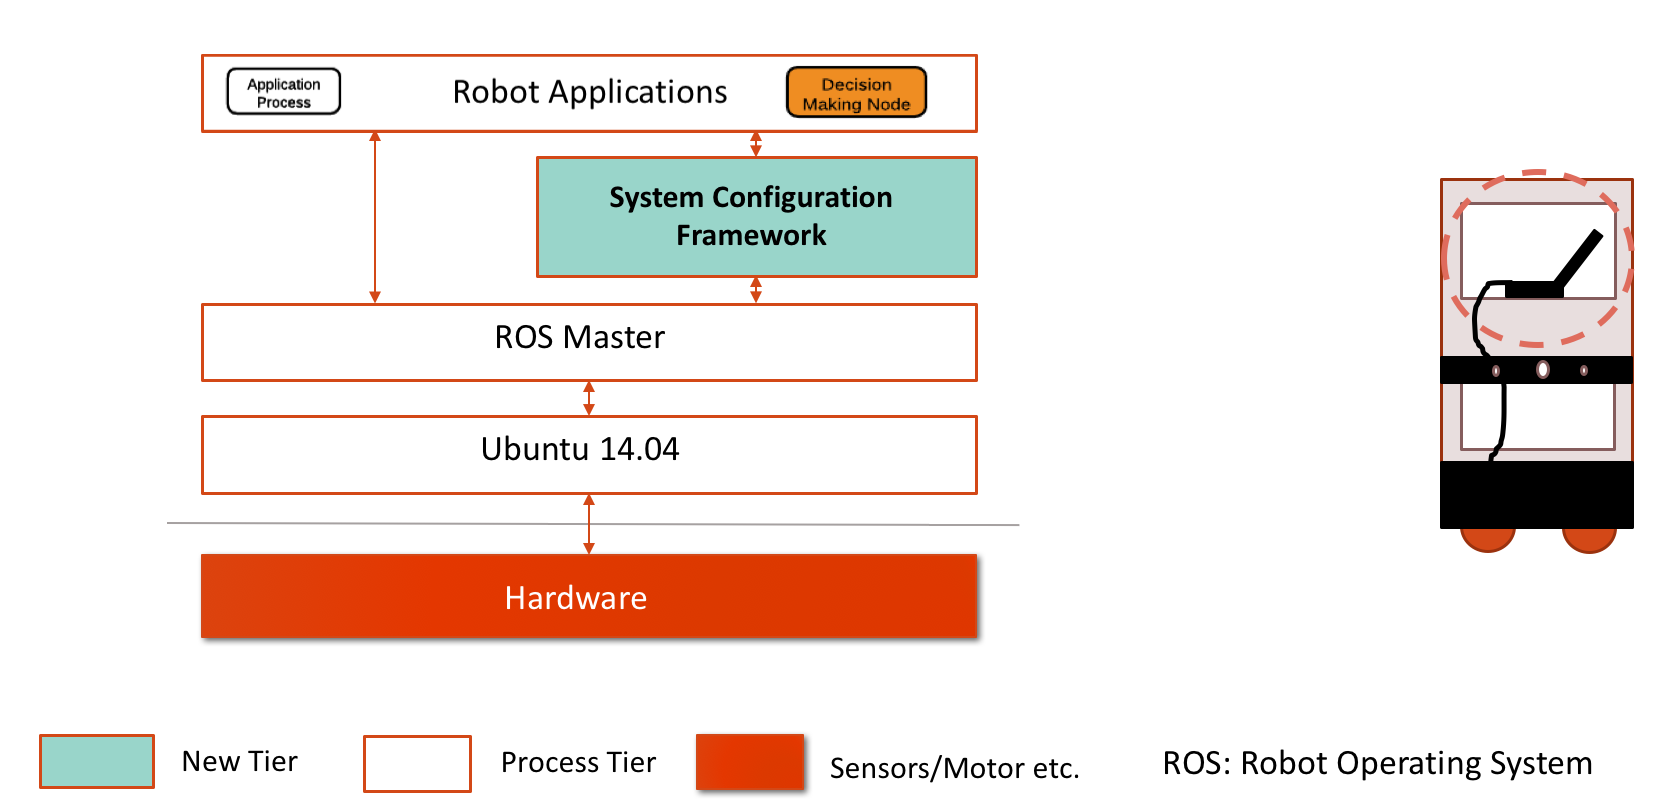 Application
Process
Robot Applications
Decision
Making Node
System Configuration
Framework
ROS Master
Ubuntu 14.04
Hardware
New Tier
Process Tier
Sensors/Motor etc.
ROS: Robot Operating System